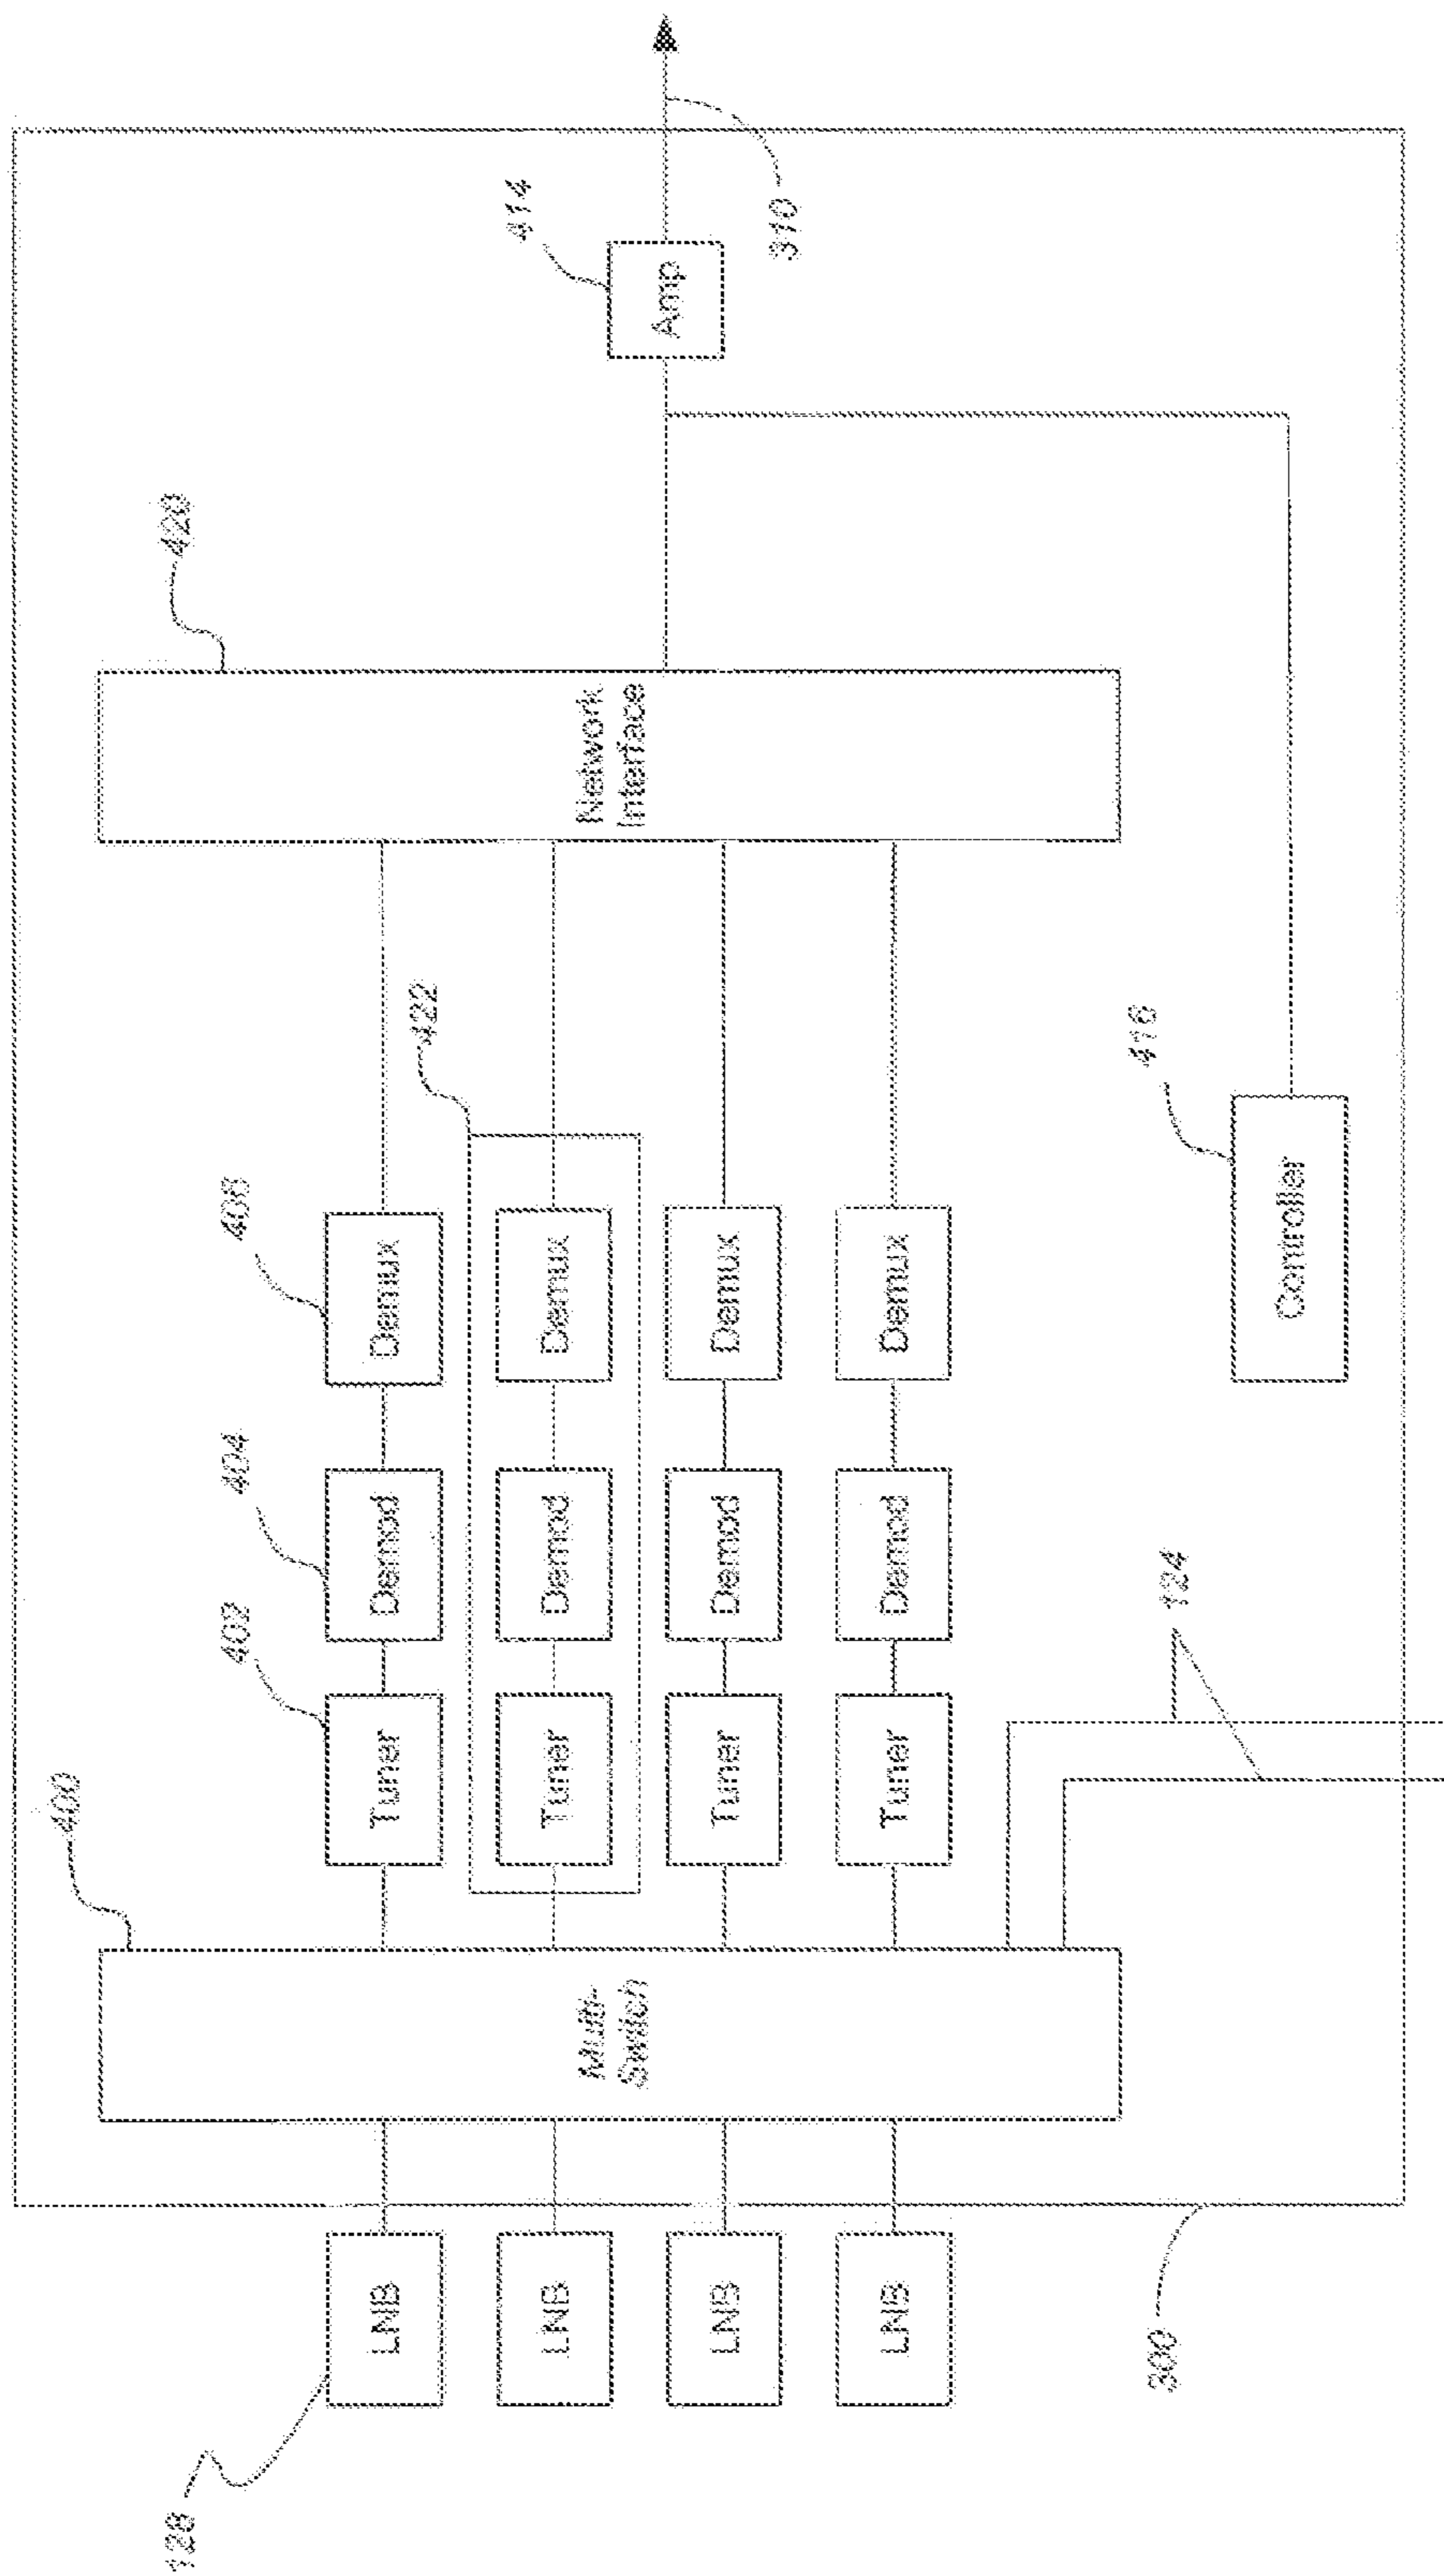 128
LNB
LNB
LNB
LNB
300
400
Multi-
Switch
402
404
406
Tuner
Demod
Demux
422
Tuner
Demod
Demux
Tuner
Demod
Demux
Tuner
Demod
Demux
124
420
Network
Interface
416
Controller
414
Amp
310